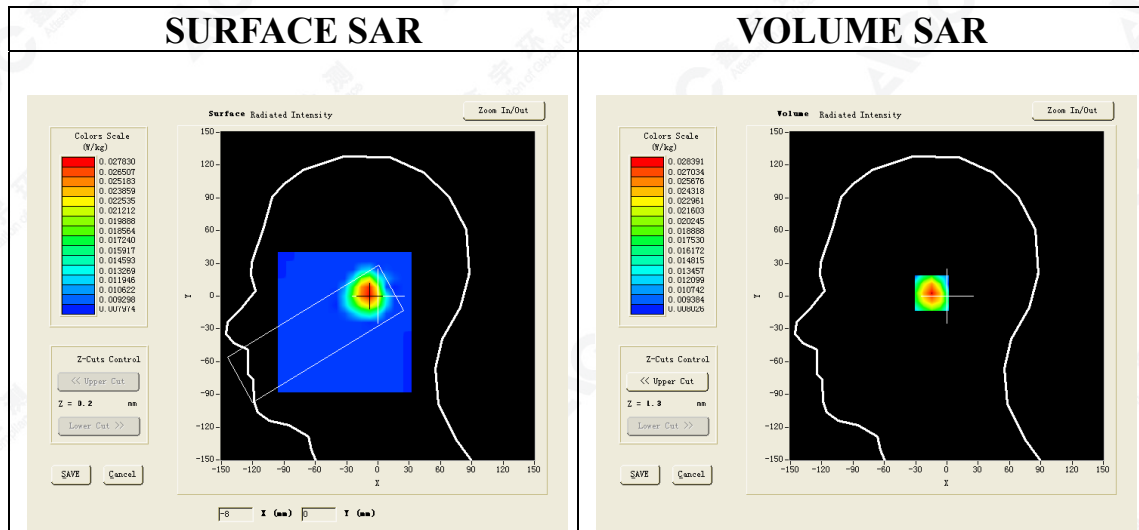 SURFACE SAR
VOLUME SAR
Surface Radiated Intensity
Zoom In/Out
Colors Scale
(W/kg)
0.027830
0.026507
0.025183
0.023859
0.022535
0.021212
0.019888
0.018564
0.017240
0.015917
0.014593
0.013269
0.011946
0.010622
0.009298
0.007974
150
120
90
60
30
0
-30
-60
-90
-120
-150
Y
-150 -120 -90 -60 -30 0 30 60 90 120 150
X
Z-Cuts Control
<< Upper Cut
Z = 0.2 mm
Lower Cut >>
SAVE
Cancel
-8 X (mm) 0 Y (mm)
Volume Radiated Intensity
Zoom In/Out
Colors Scale
(W/kg)
0.028391
0.027034
0.025676
0.024318
0.022961
0.021603
0.020245
0.018888
0.017530
0.016172
0.014815
0.013457
0.012099
0.010742
0.009384
0.008026
150
120
90
60
30
0
-30
-60
-90
-120
-150
Y
-150 -120 -90 -60 -30 0 30 60 90 120 150
X
Z-Cuts Control
<< Upper Cut
Z = 1.3 mm
Lower Cut >>
SAVE
Cancel